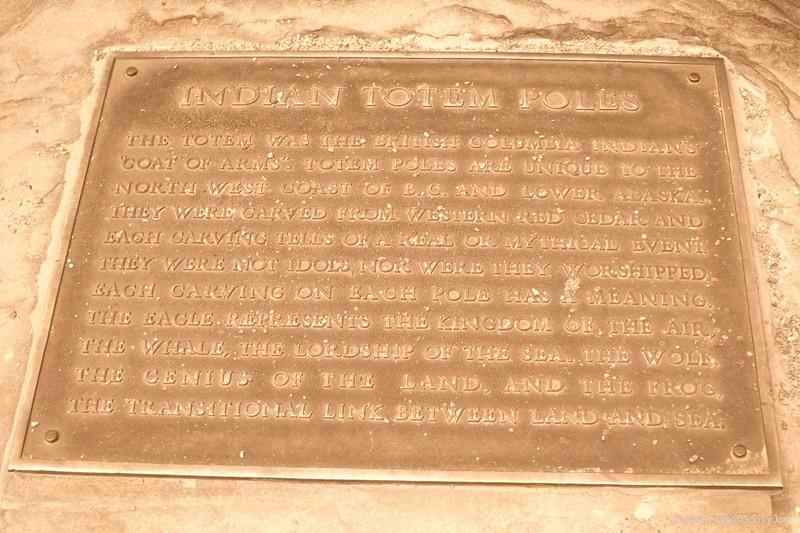 INDIAN TOTEM POLES
THE TOTEM WAS THE BRITISH COLUMBIA INDIAN'S
"COAT OF ARMS". TOTEM POLES ARE UNIQUE TO THE
NORTH WEST COAST OF B.C. AND LOWER ALASKA.
THEY WERE CARVED FROM WESTERN RED CEDAR AND
EACH CARVING TELLS OF A REAL OR MYTHICAL EVENT.
THEY WERE NOT IDOLS, NOR WERE THEY WORSHIPPED.
EACH CARVING ON EACH POLE HAS A MEANING.
THE EAGLE REPRESENTS THE KINGDOM OF THE AIR,
THE WHALE, THE LORDSHIP OF THE SEA. THE WOLF,
THE GENIUS OF THE LAND, AND THE FROG,
THE TRANSITIONAL LINK BETWEEN LAND AND SEA.